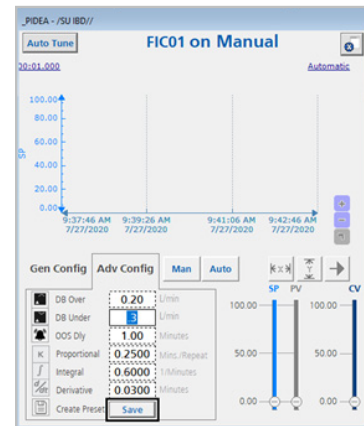 _PIDEA - /SU IBD//
Auto Tune
FIC01 on Manual
00:01.000
Automatic
100.00
80.00
60.00
SP
40.00
20.00
0.00
9:37:46 AM 9:39:26 AM 9:41:06 AM 9:42:46 AM
7/27/2020 7/27/2020 7/27/2020 7/27/2020
Gen Config Adv Config Man Auto
SP PV CV
DB Over 0.20 L/min
DB Under 3 L/min
OOS Dly 1.00 Minutes
K Proportional 0.2500 Mins./Repeat
∫ Integral 0.6000 1/Minutes
d/dt Derivative 0.0300 Minutes
Create Preset Save
100.00 100.00
50.00 50.00
0.00 0.00